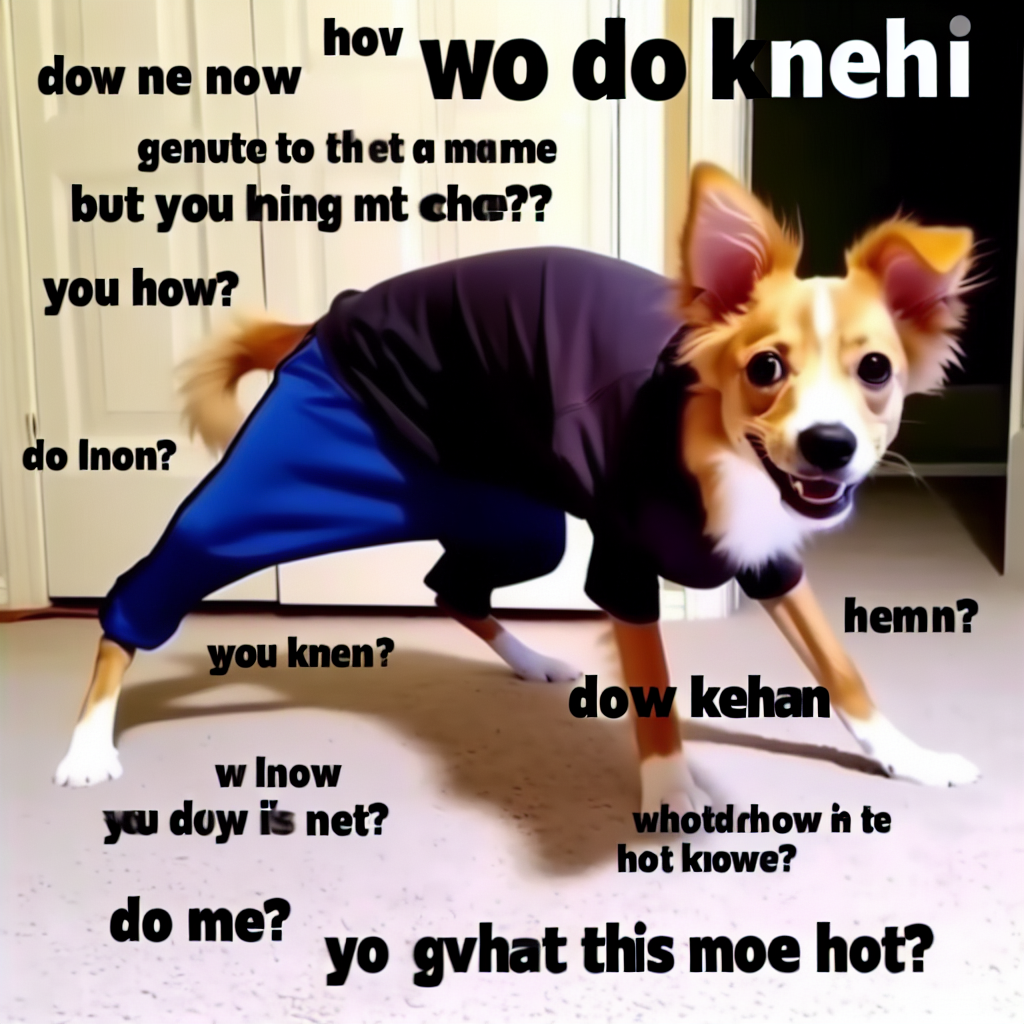 hov
wo do knehi
dow ne now
genute to thet a mame
but you lning mt che??
you how?
do lnon?
hemn?
you knen?
dow kehan
w lnow
you dow is net?
whotdrhow in te
hot kıowe?
do me?
yo gvhat this moe hot?